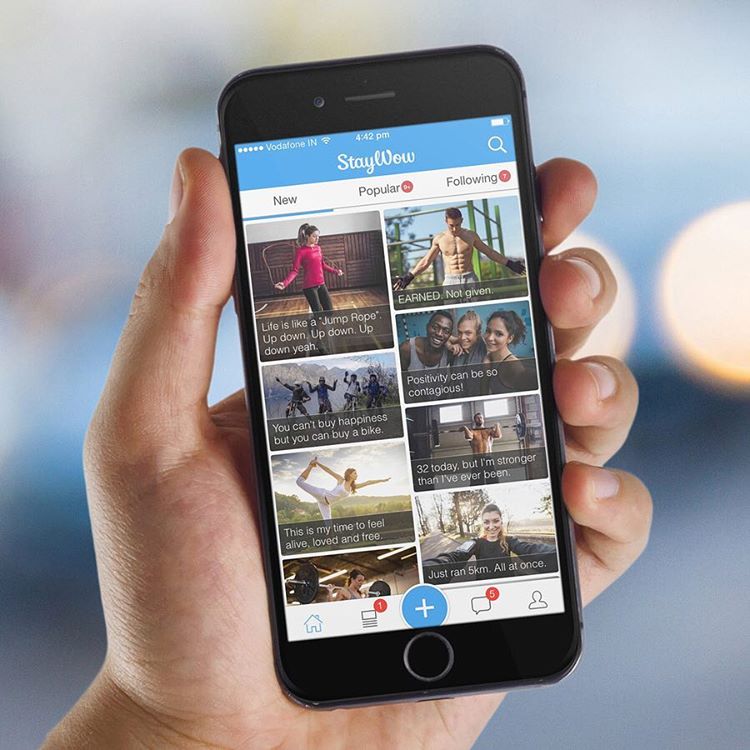 Vodafone IN
4:42 pm
StayWow
New
Popular
9+
Following
7
Life is like a "Jump Rope".
Up down. Up down. Up
down yeah.
EARNED. Not given.
Positivity can be so
contagious!
You can't buy happiness
but you can buy a bike.
32 today, but I'm stronger
than I've ever been.
This is my time to feel
alive, loved and free.
Just ran 5km. All at once.
1
+
5